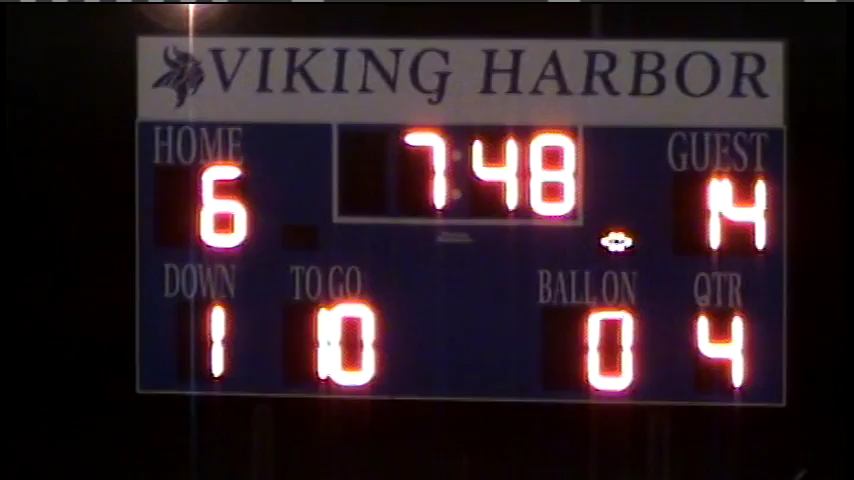 VIKING HARBOR
HOME 7:48 GUEST
6 14
DOWN TO GO BALL ON QTR
1 10 0 4